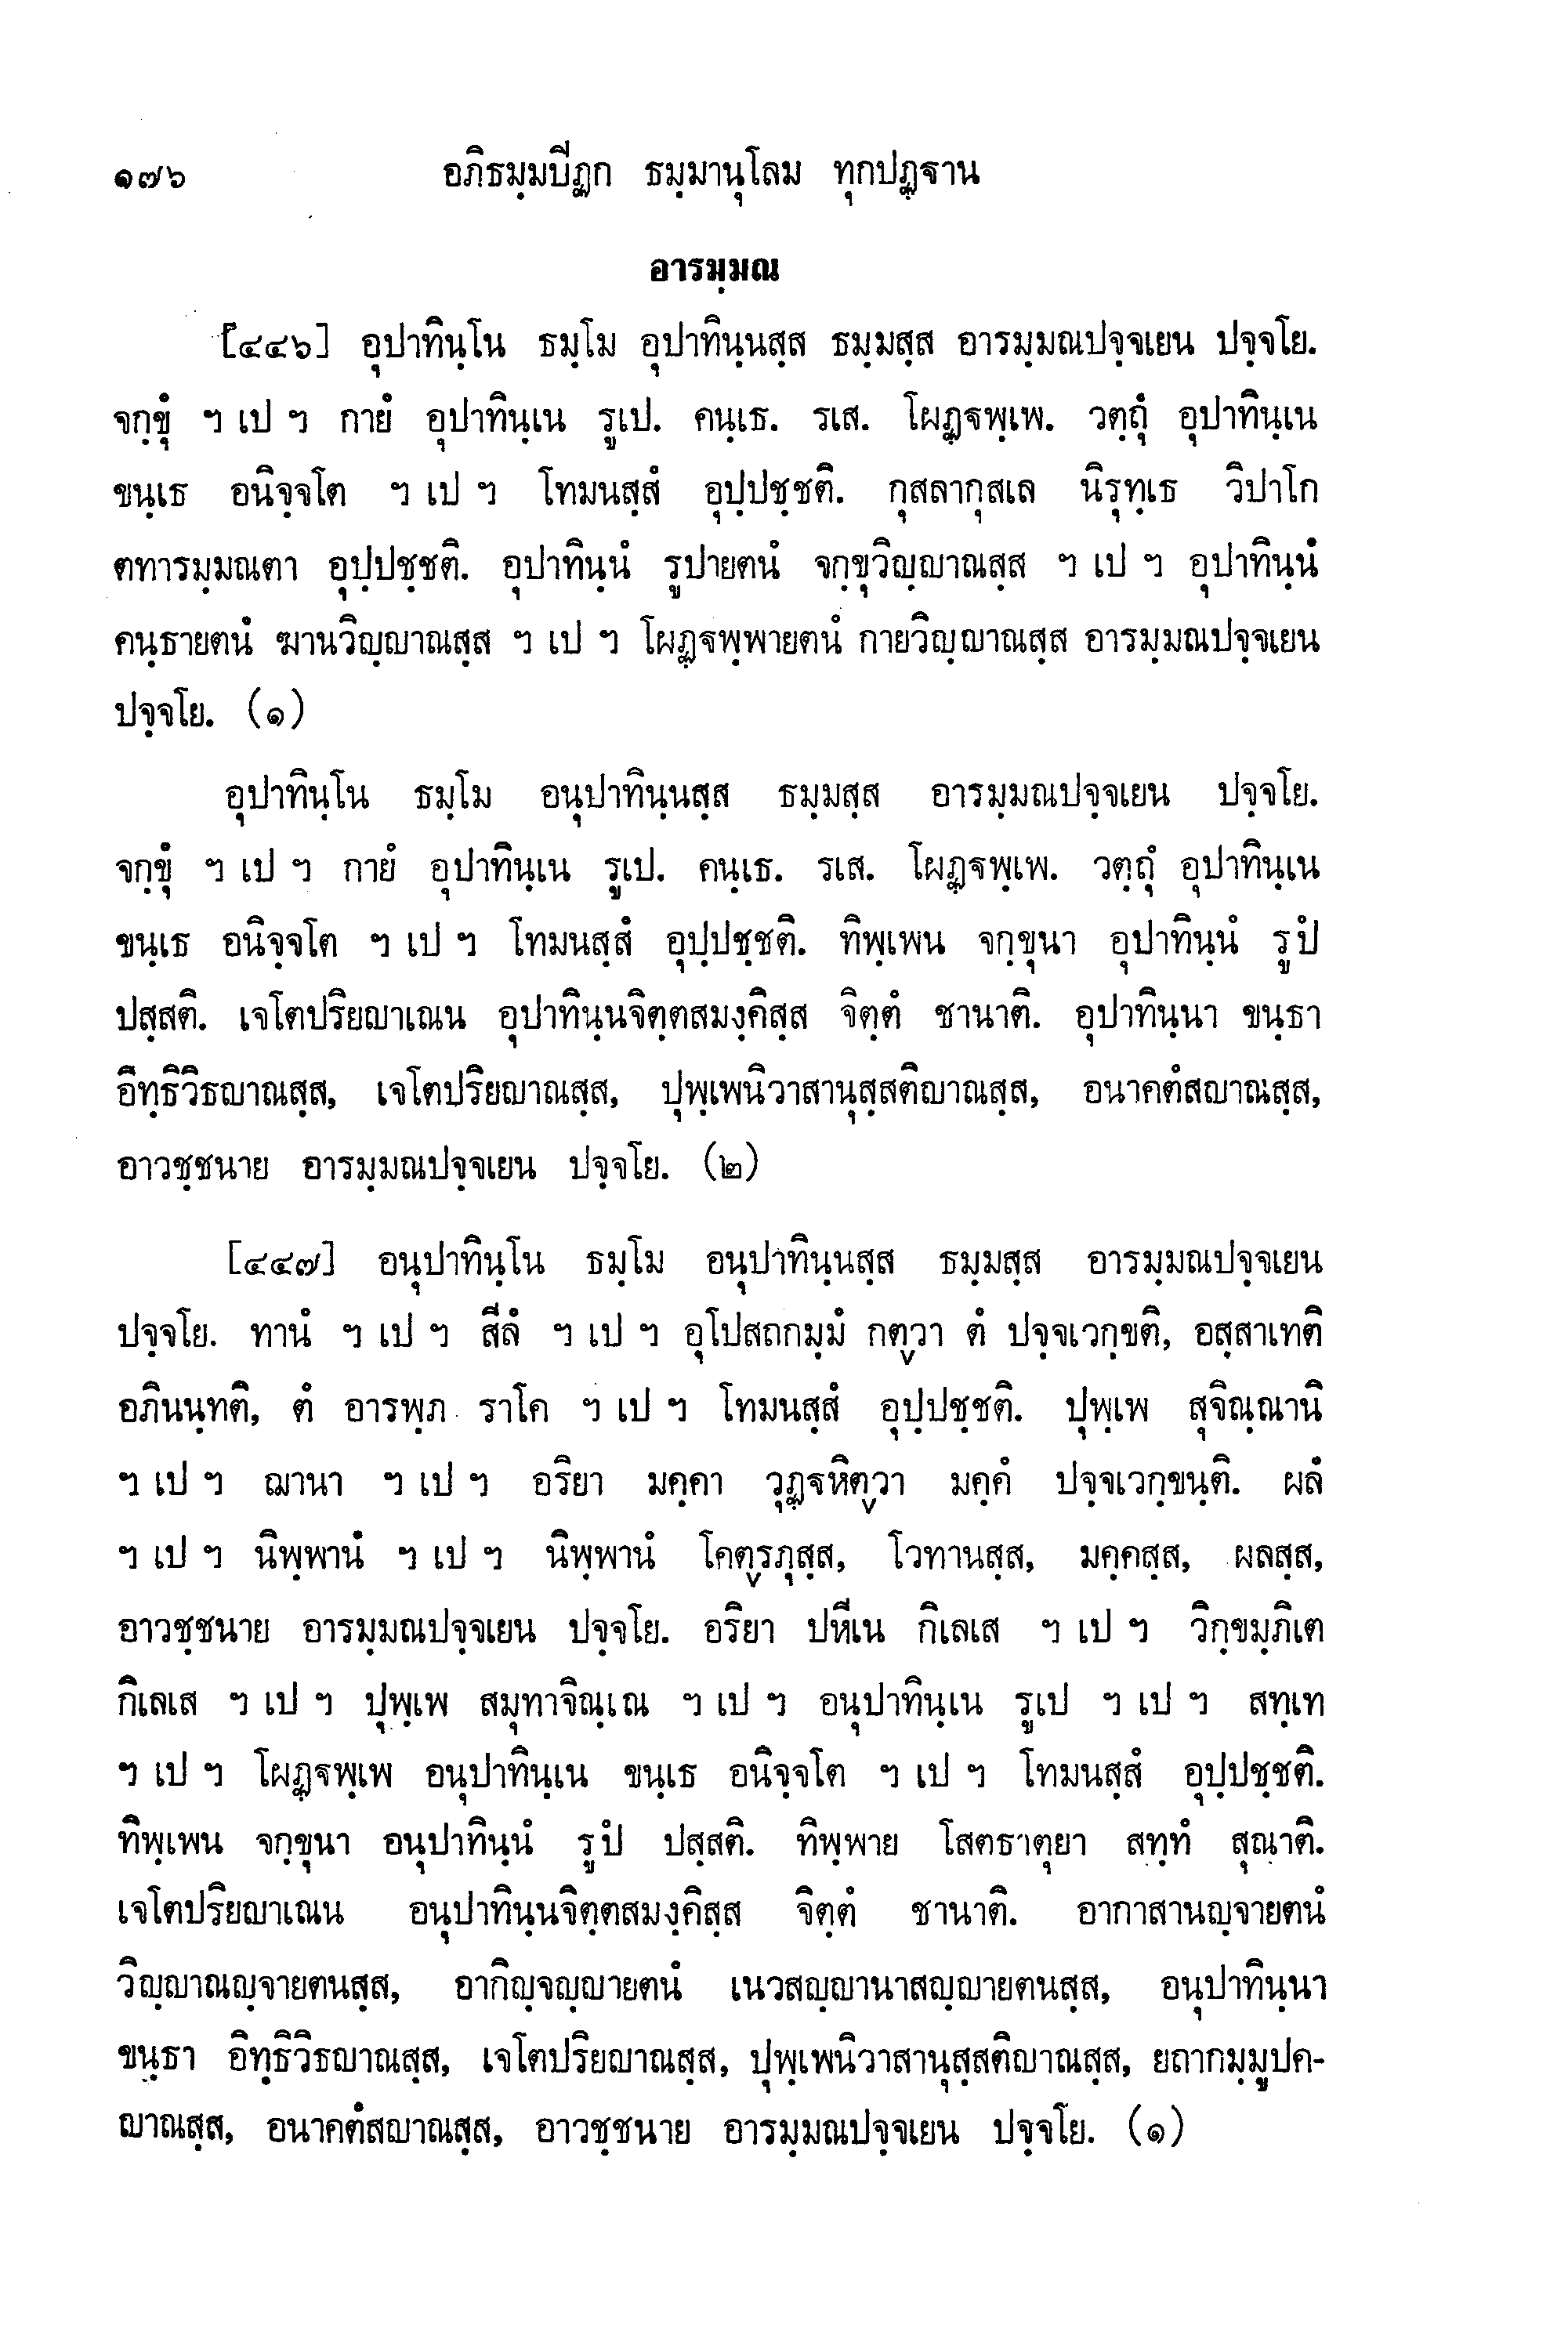 ๑๗๖ อภิธมฺมปีฏก ธมฺมานุโลม ทุกปฏฺฐาน
อารมฺมณ
[๔๔๖] อุปาทินฺโน ธมฺโม อุปาทินฺนสฺส ธมฺมสฺส อารมฺมณปจฺจเยน ปจฺจโย.
จกฺขุํ ฯ เป ฯ กายํ อุปาทินฺเน รูเป. คนฺเธ. รเส. โผฏฺฐพฺเพ. วตฺถุํ อุปาทินฺเน
ขนฺเธ อนิจฺจโต ฯ เป ฯ โทมนสฺสํ อุปฺปชฺชติ. กุสลากุสเล นิรุทฺเธ วิปาโก
ตทารมฺมณตา อุปฺปชฺชติ. อุปาทินฺนํ รูปายตนํ จกฺขุวิญฺญาณสฺส ฯ เป ฯ อุปาทินฺนํ
คนฺธายตนํ ฆานวิญฺญาณสฺส ฯ เป ฯ โผฏฺฐพฺพายตนํ กายวิญฺญาณสฺส อารมฺมณปจฺจเยน
ปจฺจโย. (๑)
อุปาทินฺโน ธมฺโม อนุปาทินฺนสฺส ธมฺมสฺส อารมฺมณปจฺจเยน ปจฺจโย.
จกฺขุํ ฯ เป ฯ กายํ อุปาทินฺเน รูเป. คนฺเธ. รเส. โผฏฺฐพฺเพ. วตฺถุํ อุปาทินฺเน
ขนฺเธ อนิจฺจโต ฯ เป ฯ โทมนสฺสํ อุปฺปชฺชติ. ทิพฺเพน จกฺขุนา อุปาทินฺนํ รูปํ
ปสฺสติ. เจโตปริยญาเณน อุปาทินฺนจิตฺตสมงฺคิสฺส จิตฺตํ ชานาติ. อุปาทินฺนา ขนฺธา
อิทฺธิวิธญาณสฺส, เจโตปริยญาณสฺส, ปุพฺเพนิวาสานุสฺสติญาณสฺส, อนาคตํสญาณสฺส,
อาวชฺชนาย อารมฺมณปจฺจเยน ปจฺจโย. (๒)
[๔๔๗] อนุปาทินฺโน ธมฺโม อนุปาทินฺนสฺส ธมฺมสฺส อารมฺมณปจฺจเยน
ปจฺจโย. ทานํ ฯ เป ฯ สีลํ ฯ เป ฯ อุโปสถกมฺมํ กตฺวา ตํ ปจฺจเวกฺขติ, อสฺสาเทติ
อภินนฺทติ, ตํ อารพฺภ ราโค ฯ เป ฯ โทมนสฺสํ อุปฺปชฺชติ. ปุพฺเพ สุจิณฺณานิ
ฯ เป ฯ ฌานา ฯ เป ฯ อริยา มคฺคา วุฏฺฐหิตฺวา มคฺคํ ปจฺจเวกฺขนฺติ. ผลํ
ฯ เป ฯ นิพฺพานํ ฯ เป ฯ นิพฺพานํ โคตฺรภุสฺส, โวทานสฺส, มคฺคสฺส, ผลสฺส,
อาวชฺชนาย อารมฺมณปจฺจเยน ปจฺจโย. อริยา ปหีเน กิเลเส ฯ เป ฯ วิกฺขมฺภิเต
กิเลเส ฯ เป ฯ ปุพฺเพ สมุทาจิณฺเณ ฯ เป ฯ อนุปาทินฺเน รูเป ฯ เป ฯ สทฺเท
ฯ เป ฯ โผฏฺฐพฺเพ อนุปาทินฺเน ขนฺเธ อนิจฺจโต ฯ เป ฯ โทมนสฺสํ อุปฺปชฺชติ.
ทิพฺเพน จกฺขุนา อนุปาทินฺนํ รูปํ ปสฺสติ. ทิพฺพาย โสตธาตุยา สทฺทํ สุณาติ.
เจโตปริยญาเณน อนุปาทินฺนจิตฺตสมงฺคิสฺส จิตฺตํ ชานาติ. อากาสานญฺจายตนํ
วิญฺญาณญฺจายตนสฺส, อากิญฺจญฺญายตนํ เนวสญฺญานาสญฺญายตนสฺส, อนุปาทินฺนา
ขนฺธา อิทฺธิวิธญาณสฺส, เจโตปริยญาณสฺส, ปุพฺเพนิวาสานุสฺสติญาณสฺส, ยถากมฺมูปค-
ญาณสฺส, อนาคตํสญาณสฺส, อาวชฺชนาย อารมฺมณปจฺจเยน ปจฺจโย. (๑)